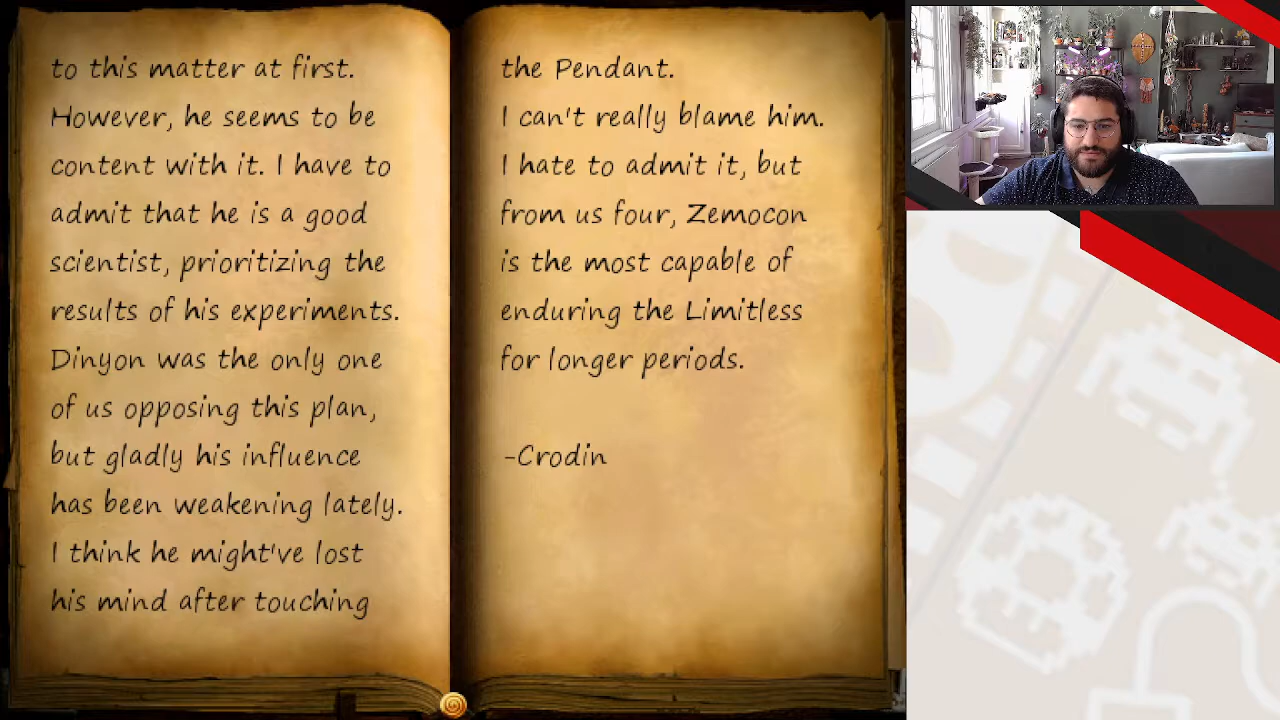 to this matter at first.
However, he seems to be
content with it. I have to
admit that he is a good
scientist, prioritizing the
results of his experiments.
Dinyon was the only one
of us opposing this plan,
but gladly his influence
has been weakening lately.
I think he might've lost
his mind after touching
the Pendant.
I can't really blame him.
I hate to admit it, but
from us four, Zemocon
is the most capable of
enduring the Limitless
for longer periods.
-Crodin